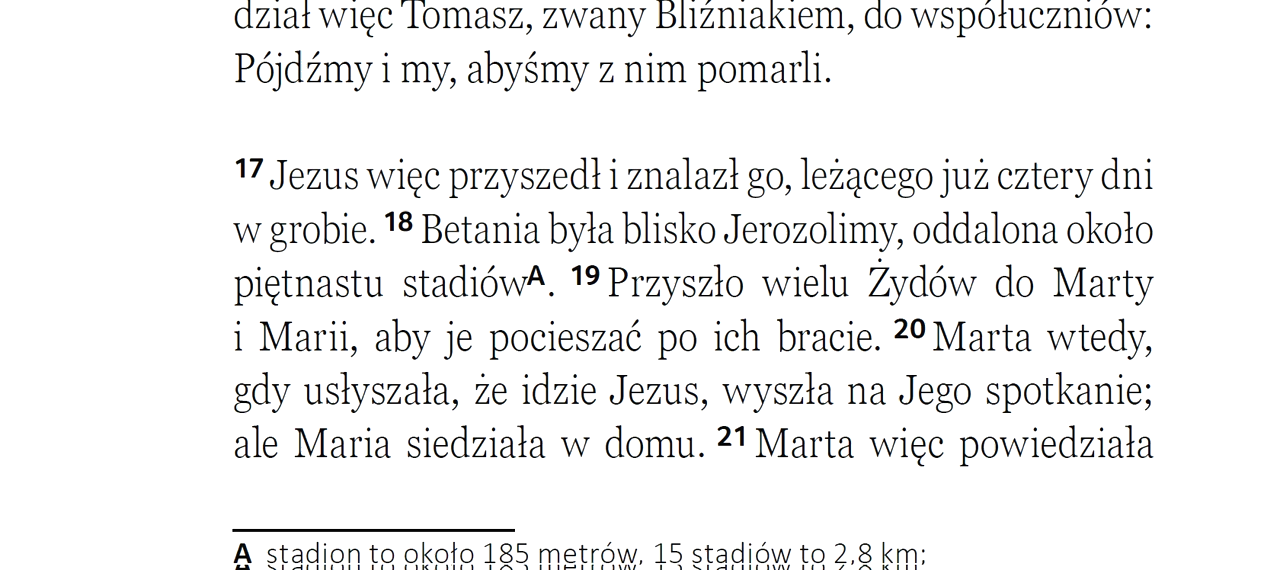 dział więc Tomasz, zwany Bliźniakiem, do współuczniów:
Pójdźmy i my, abyśmy z nim pomarli.
17 Jezus więc przyszedł i znalazł go, leżącego już cztery dni
w grobie. 18 Betania była blisko Jerozolimy, oddalona około
piętnastu stadiówA. 19 Przyszło wielu Żydów do Marty
i Marii, aby je pocieszać po ich bracie. 20 Marta wtedy,
gdy usłyszała, że idzie Jezus, wyszła na Jego spotkanie;
ale Maria siedziała w domu. 21 Marta więc powiedziała
A stadion to około 185 metrów, 15 stadiów to 2,8 km;